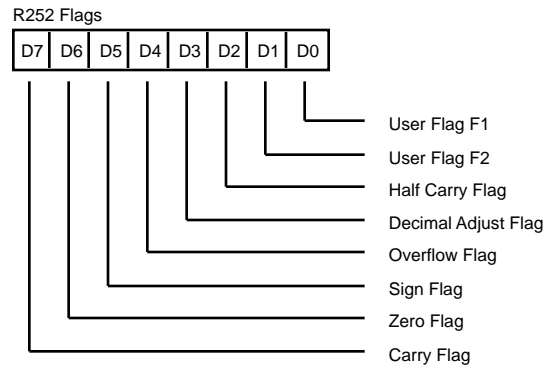 R252 Flags
D7 D6 D5 D4 D3 D2 D1 D0
User Flag F1
User Flag F2
Half Carry Flag
Decimal Adjust Flag
Overflow Flag
Sign Flag
Zero Flag
Carry Flag